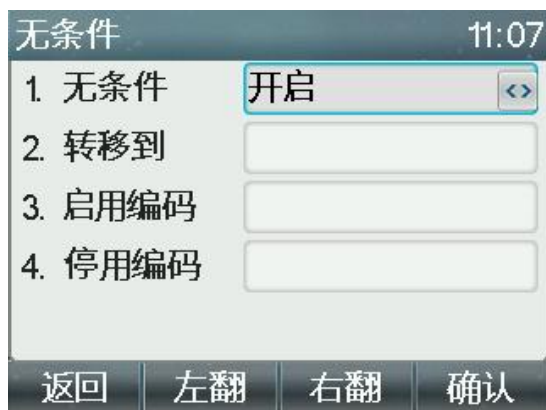 无条件 11:07
1. 无条件 开启
2. 转移到
3. 启用编码
4. 停用编码
返回 左翻 右翻 确认